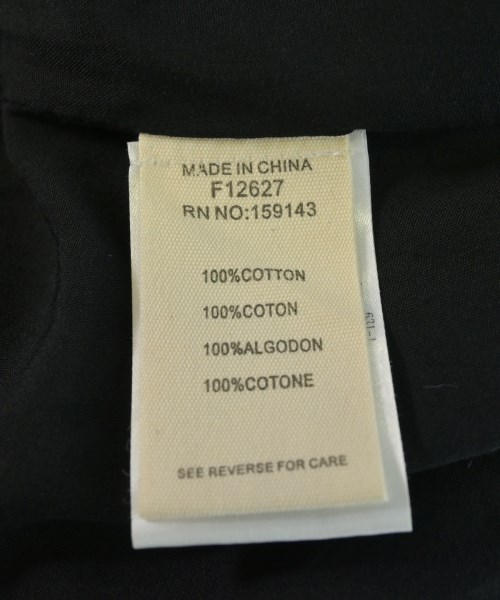 MADE IN CHINA
F12627
RN NO:159143
100%COTTON
100%COTON
100%ALGODON
100%COTONE
SEE REVERSE FOR CARE